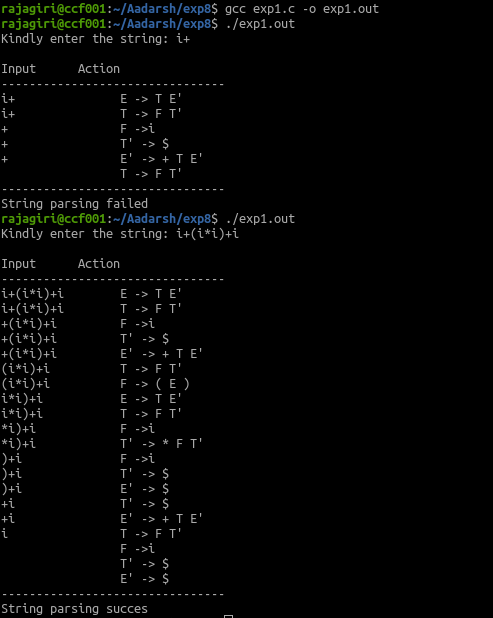 rajagiri@ccf001:~/Aadarsh/exp8$ gcc exp1.c -o exp1.out
rajagiri@ccf001:~/Aadarsh/exp8$ ./exp1.out
Kindly enter the string: i+
Input      Action
--------------------------------
i+               E -> T E'
i+               T -> F T'
+                F ->i
+                T' -> $
+                E' -> + T E'
                 T -> F T'
--------------------------------
String parsing failed
rajagiri@ccf001:~/Aadarsh/exp8$ ./exp1.out
Kindly enter the string: i+(i*i)+i
Input      Action
--------------------------------
i+(i*i)+i        E -> T E'
i+(i*i)+i        T -> F T'
+(i*i)+i         F ->i
+(i*i)+i         T' -> $
+(i*i)+i         E' -> + T E'
(i*i)+i          T -> F T'
(i*i)+i          F -> ( E )
i*i)+i           E -> T E'
i*i)+i           T -> F T'
*i)+i            F ->i
*i)+i            T' -> * F T'
)+i              F ->i
)+i              T' -> $
)+i              E' -> $
+i               T' -> $
+i               E' -> + T E'
i                T -> F T'
                 F ->i
                 T' -> $
                 E' -> $
--------------------------------
String parsing succes